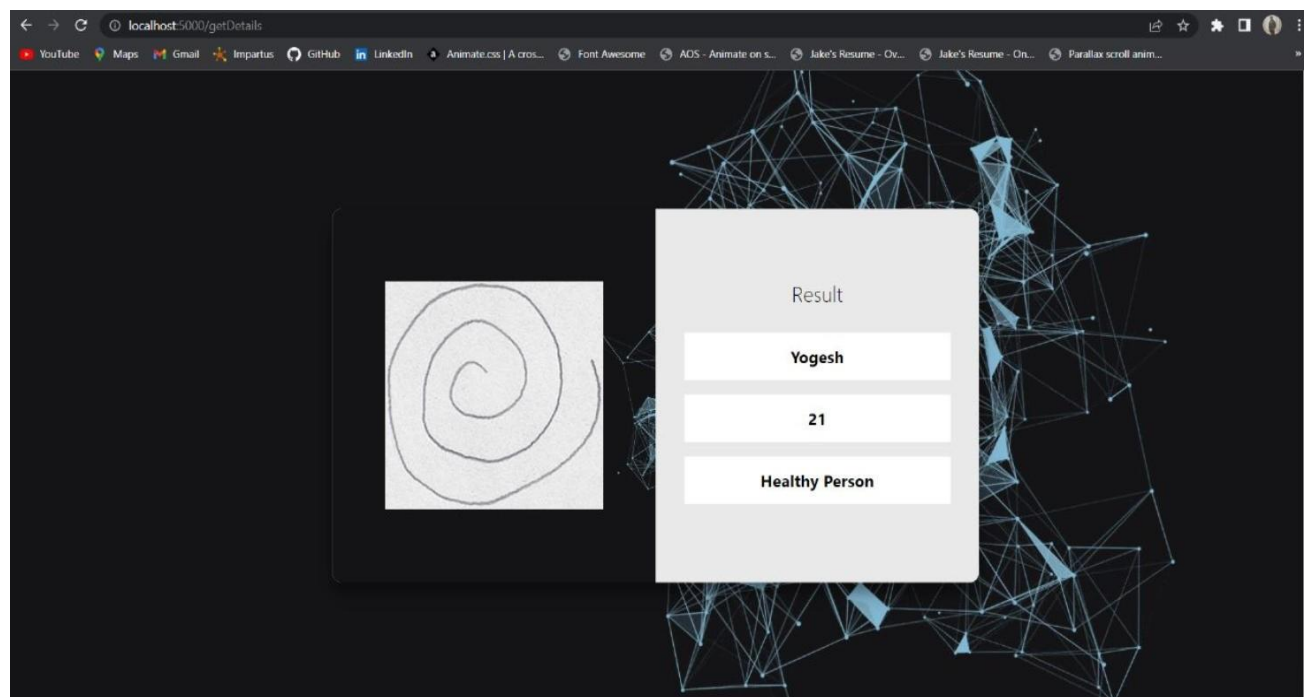 localhost:5000/getDetails
YouTube Maps Gmail Impartus GitHub LinkedIn Animate.css | A cros... Font Awesome AOS - Animate on s... Jake's Resume - Ov... Jake's Resume - On... Parallax scroll anim... »
Result
Yogesh
21
Healthy Person